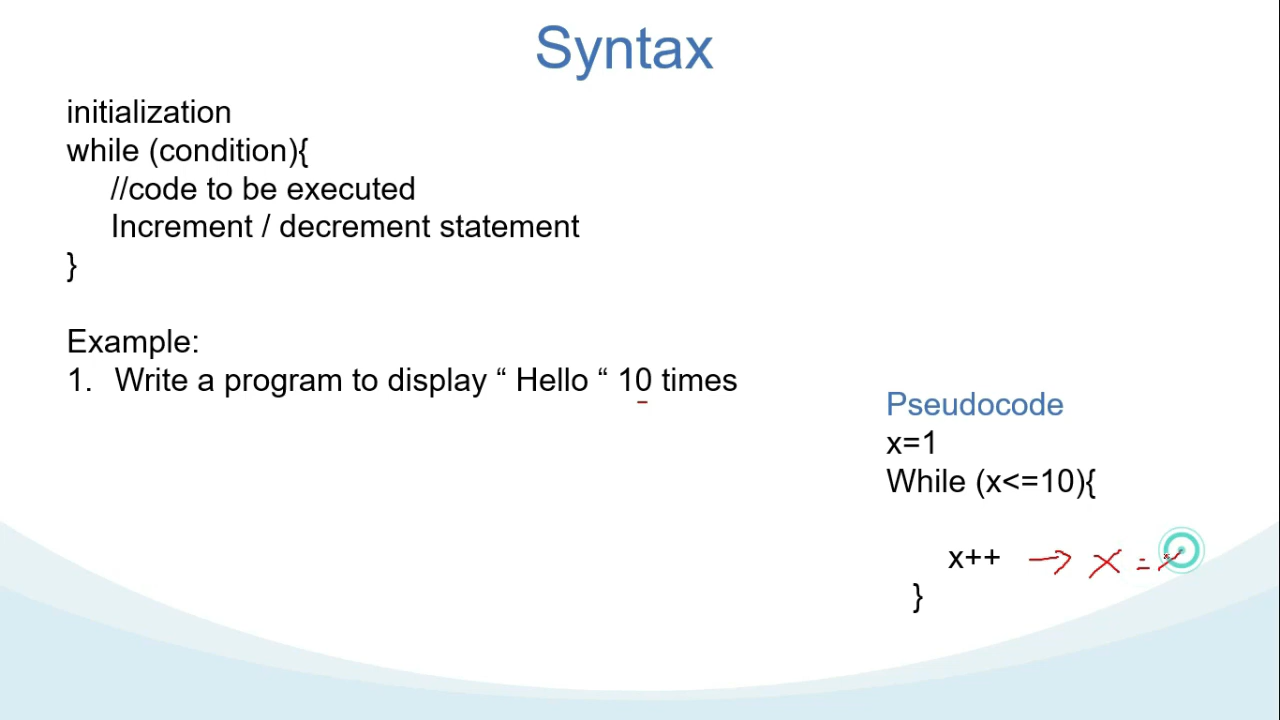 Syntax
initialization
while (condition){
//code to be executed
Increment / decrement statement
}
Example:
1. Write a program to display “ Hello “ 10 times
Pseudocode
x=1
While (x<=10){
x++ → x = x
}